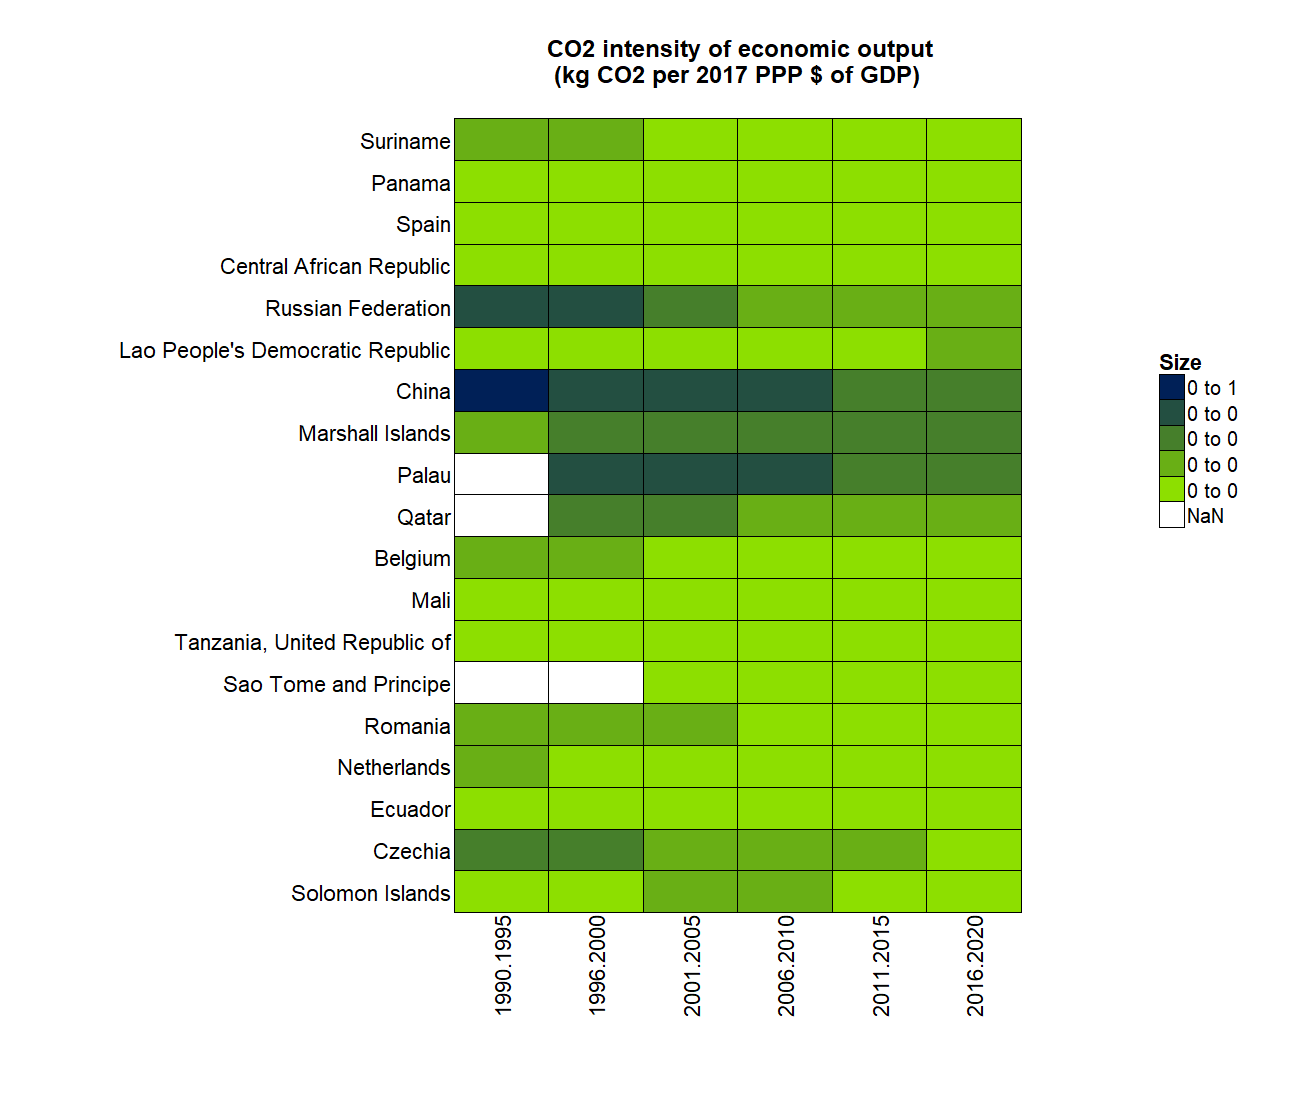 CO2 intensity of economic output
(kg CO2 per 2017 PPP $ of GDP)
Suriname
Panama
Spain
Central African Republic
Russian Federation
Lao People's Democratic Republic
China
Marshall Islands
Palau
Qatar
Belgium
Mali
Tanzania, United Republic of
Sao Tome and Principe
Romania
Netherlands
Ecuador
Czechia
Solomon Islands
1990.1995
1996.2000
2001.2005
2006.2010
2011.2015
2016.2020
Size
0 to 1
0 to 0
0 to 0
0 to 0
0 to 0
NaN